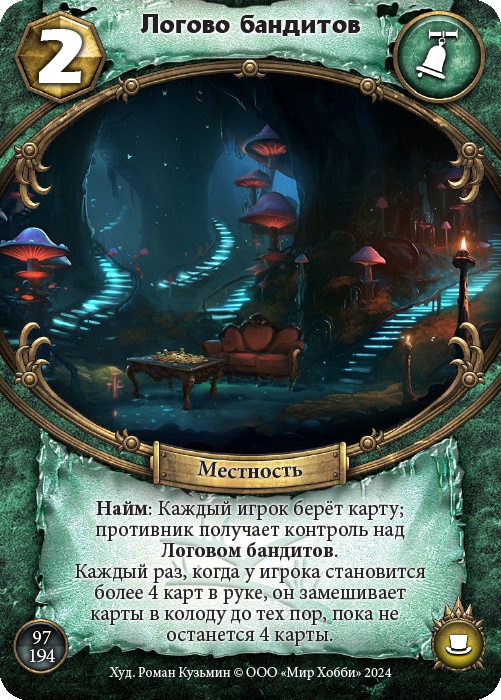 2
Логово бандитов
Местность
Найм: Каждый игрок берёт карту;
противник получает контроль над
Логовом бандитов.
Каждый раз, когда у игрока становится
более 4 карт в руке, он замешивает
карты в колоду до тех пор, пока не
останется 4 карты.
97
194
Худ. Роман Кузьмин © ООО «Мир Хобби» 2024